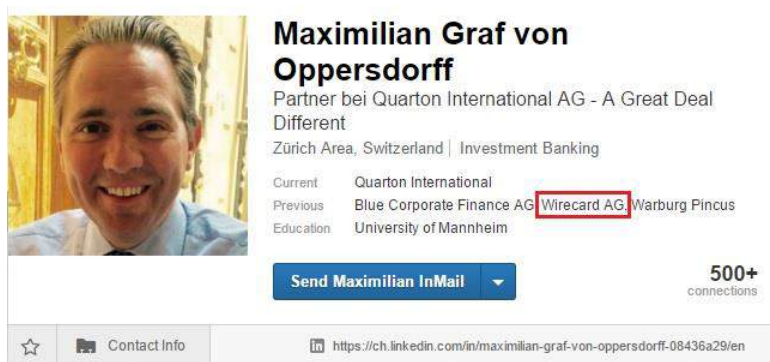 Maximilian Graf von
Oppersdorff
Partner bei Quarton International AG - A Great Deal
Different
Zürich Area, Switzerland | Investment Banking
Current Quarton International
Previous Blue Corporate Finance AG, Wirecard AG, Warburg Pincus
Education University of Mannheim
Send Maximilian InMail
500+
connections
Contact Info
https://ch.linkedin.com/in/maximilian-graf-von-oppersdorff-08436a29/en